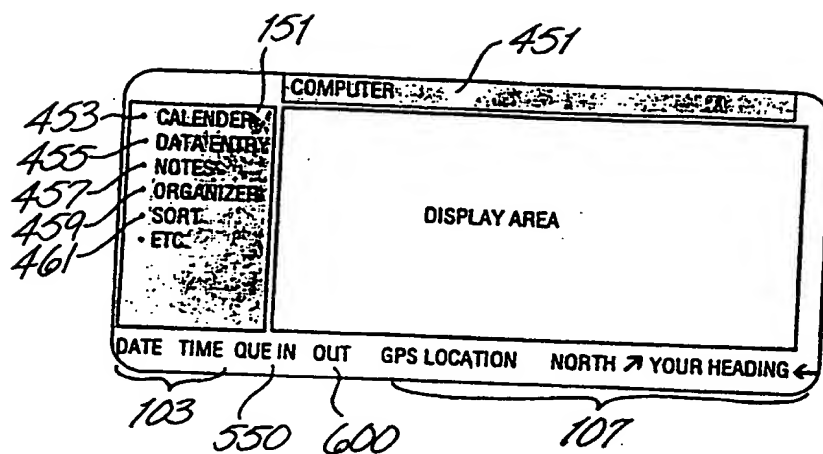 151
451
COMPUTER
453
• CALENDER
455
• DATA ENTRY
457
• NOTES
459
• ORGANIZER
461
• SORT
• ETC.
DISPLAY AREA
DATE TIME QUE IN OUT GPS LOCATION NORTH ↗ YOUR HEADING ←
103
550
600
107